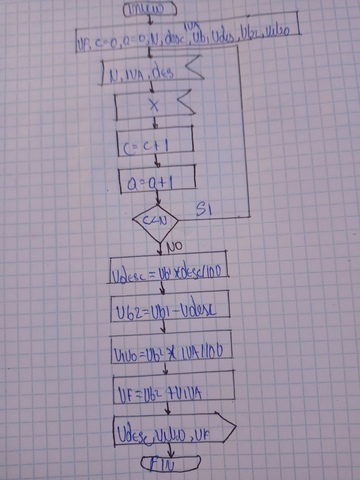 INICIO
VF, C=0, a=0, N, desc, IVA, Vb1, Vdes, Vb2, Viva
N, IVA, des
X
C = C+1
a = a+1
C<N SI
NO
Vdesc = Vb1 * desc/100
Vb2 = Vb1 - Vdesc
Viva = Vb2 * IVA/100
VF = Vb2 + VIVA
Vdesc, Viva, VF
FIN